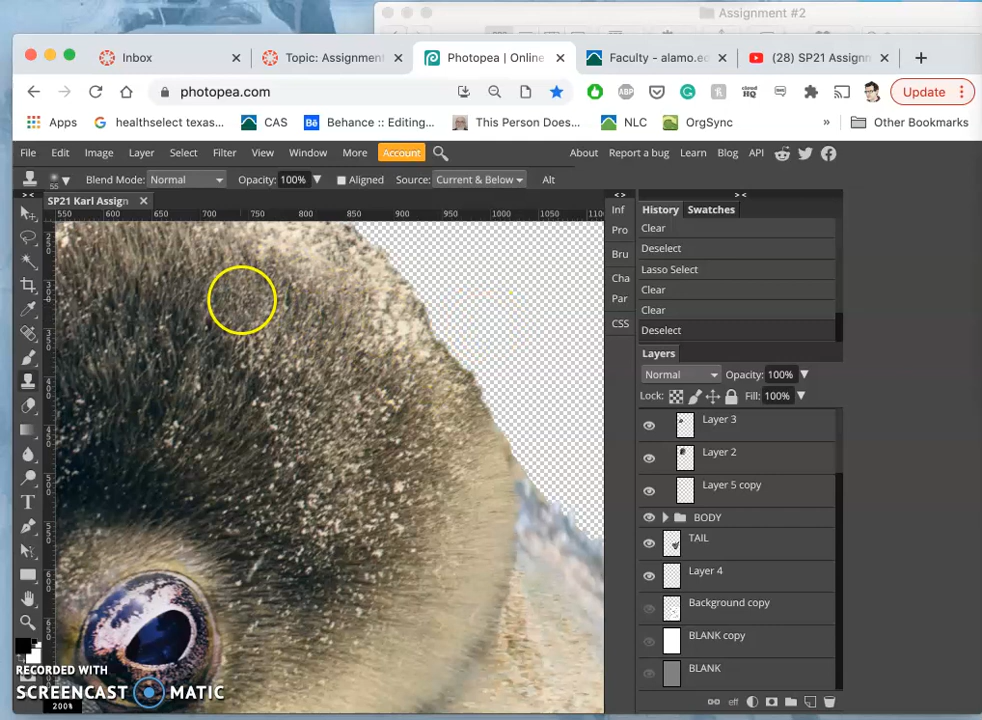 Assignment #2
Inbox
Topic: Assignment
Photopea | Online
Faculty - alamo.ed
(28) SP21 Assignm
photopea.com
Update
Apps
healthselect texas...
CAS
Behance :: Editing...
This Person Does...
NLC
OrgSync
»
Other Bookmarks
File Edit Image Layer Select Filter View Window More Account
About Report a bug Learn Blog API
55
Blend Mode: Normal Opacity: 100% Aligned Source: Current & Below Alt
SP21 Karl Assign
550 600 650 700 750 800 850 900 950 1000 1050 1100
Inf
Pro
Bru
Cha
Par
CSS
History Swatches
Clear
Deselect
Lasso Select
Clear
Clear
Deselect
Layers
Normal Opacity: 100%
Lock: Fill: 100%
Layer 3
Layer 2
Layer 5 copy
BODY
TAIL
Layer 4
Background copy
BLANK copy
BLANK
RECORDED WITH
SCREENCAST MATIC
200%